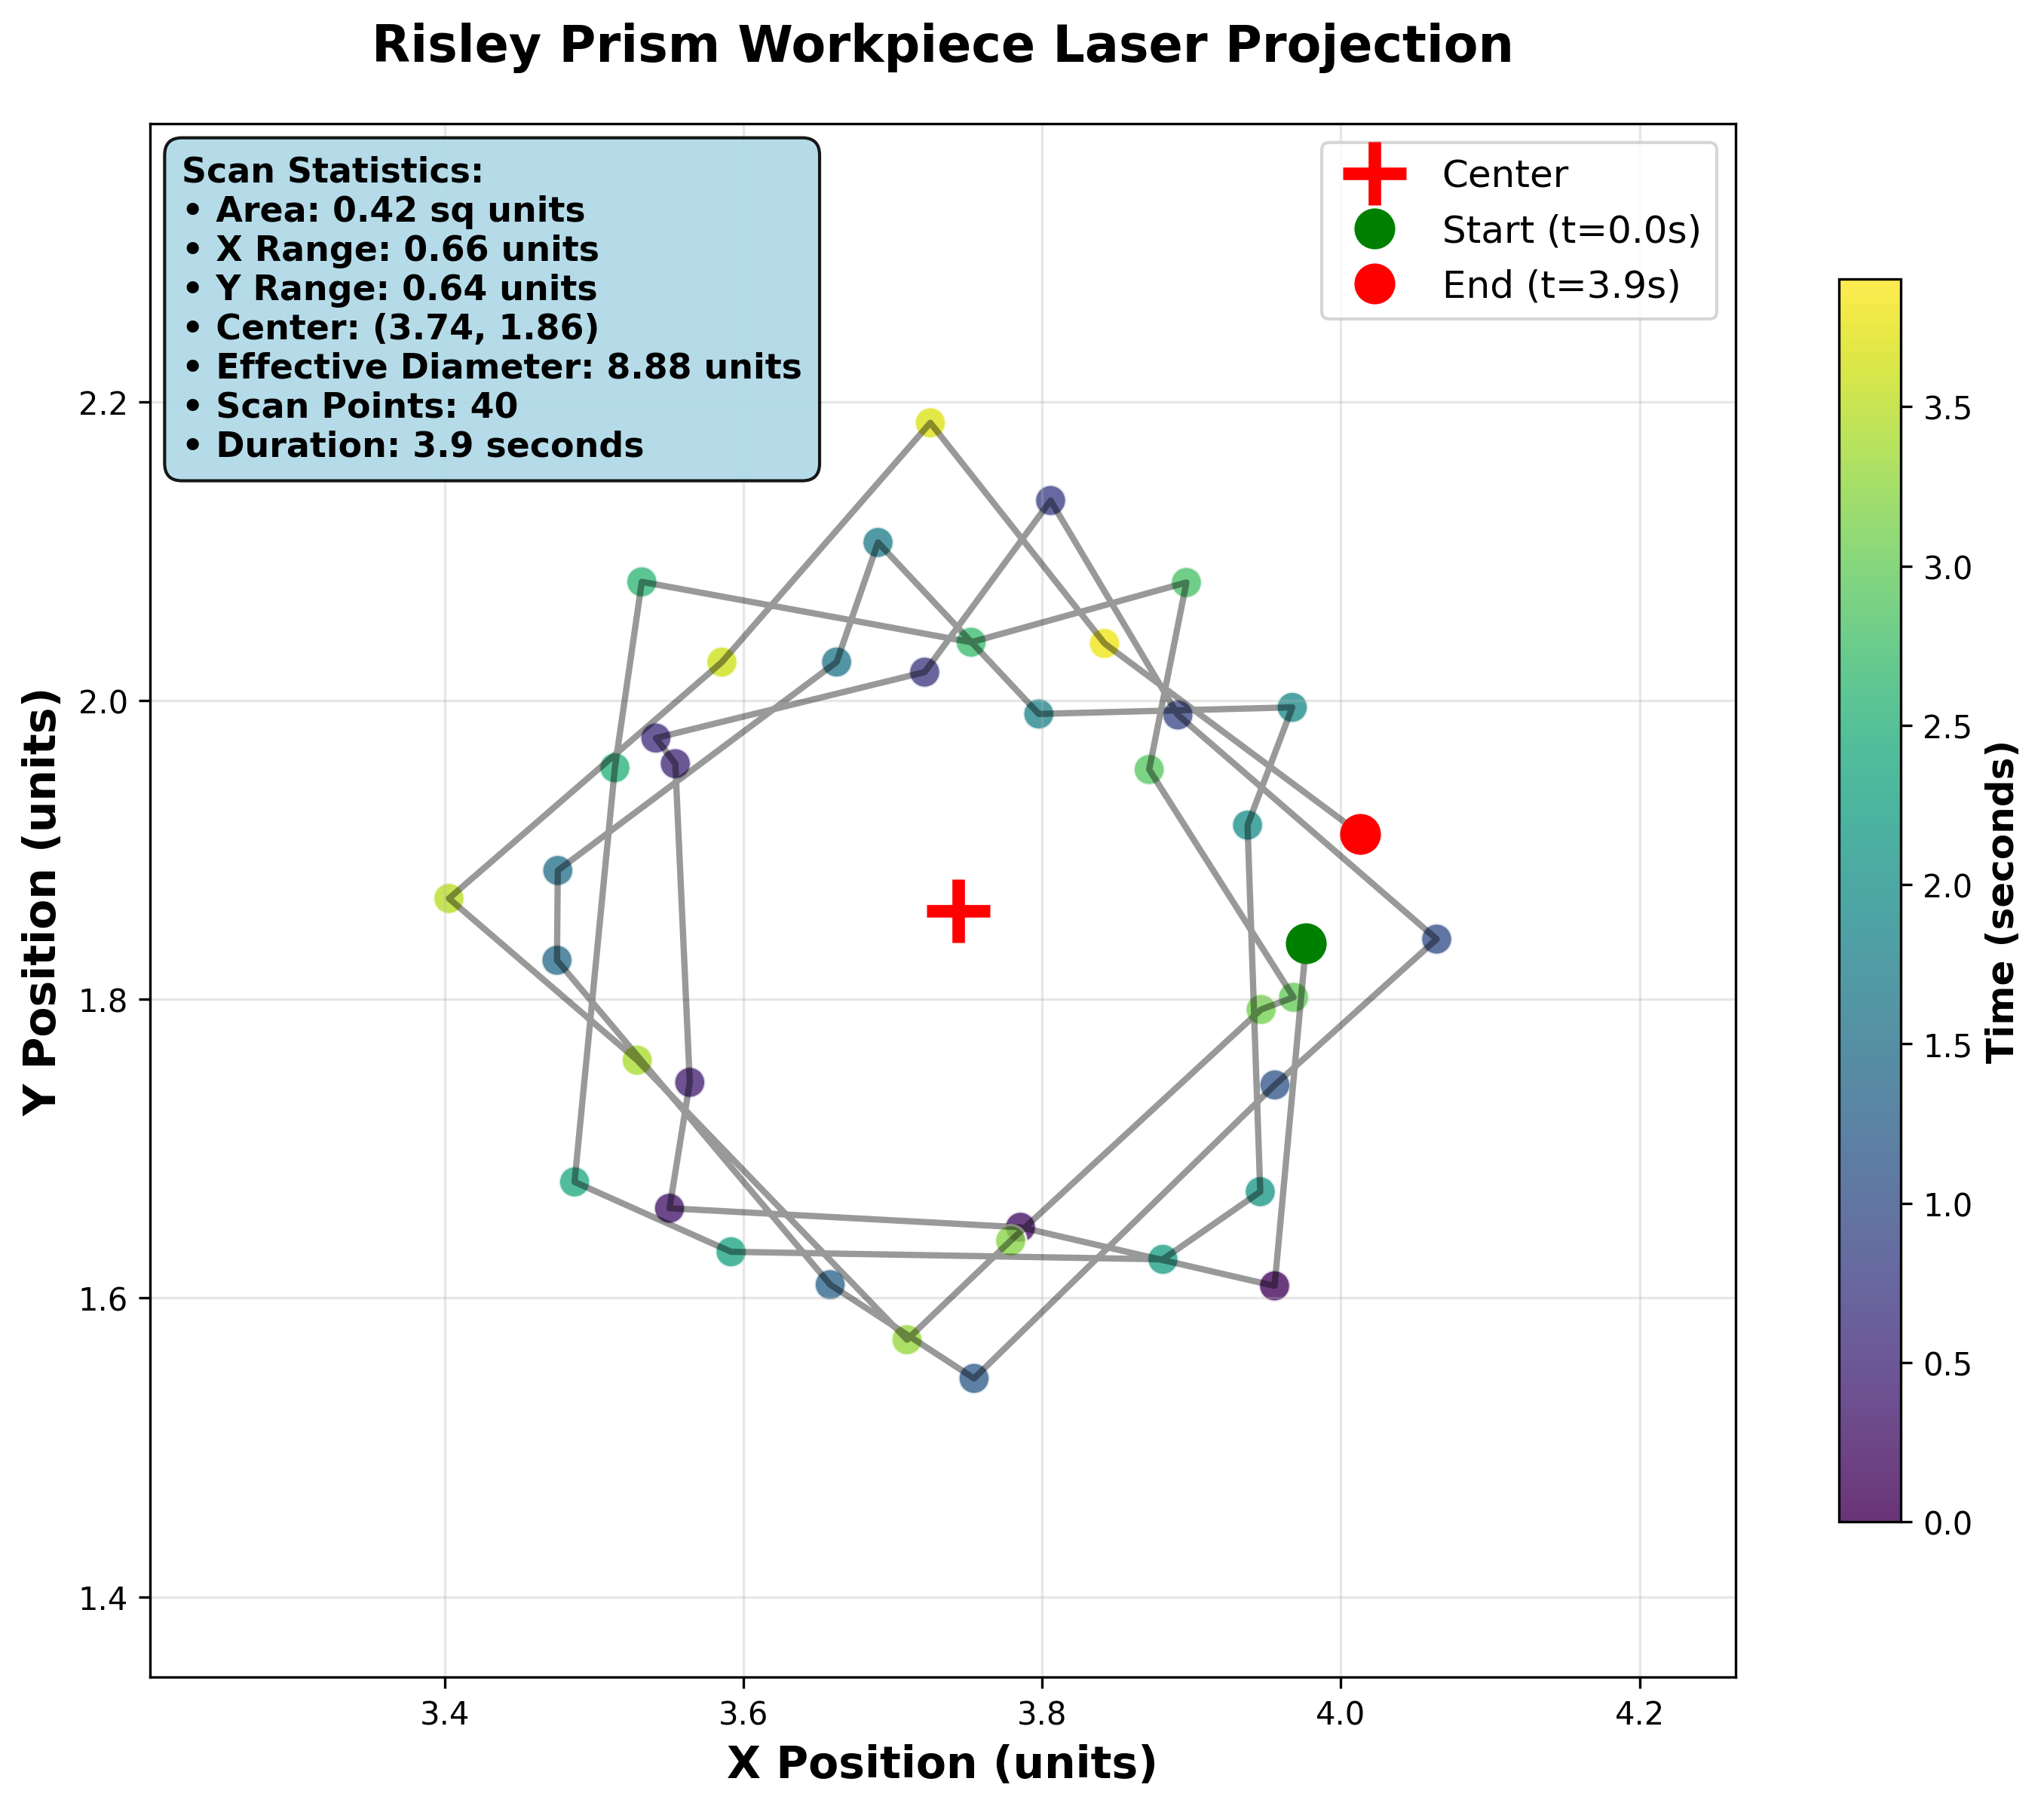 Risley Prism Workpiece Laser Projection
Scan Statistics:
• Area: 0.42 sq units
• X Range: 0.66 units
• Y Range: 0.64 units
• Center: (3.74, 1.86)
• Effective Diameter: 8.88 units
• Scan Points: 40
• Duration: 3.9 seconds
Center
Start (t=0.0s)
End (t=3.9s)
Y Position (units)
2.2
2.0
1.8
1.6
1.4
3.4
3.6
3.8
4.0
4.2
X Position (units)
3.5
3.0
2.5
2.0
1.5
1.0
0.5
0.0
Time (seconds)